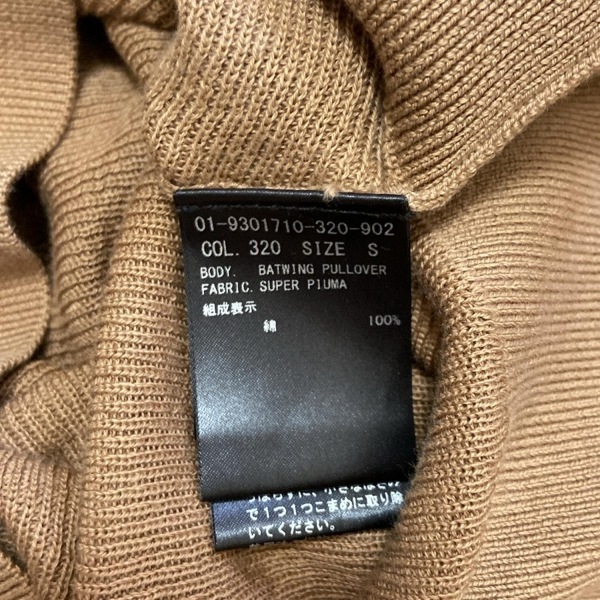 01-9301710-320-902
COL. 320 SIZE S
BODY. BATWING PULLOVER
FABRIC. SUPER PIUMA
組成表示
綿 100%
で1つ1つこまめに取り除
いてください。